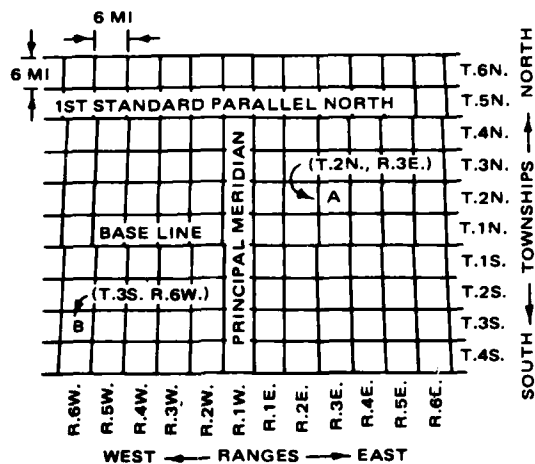 6 MI
6 MI
1ST STANDARD PARALLEL NORTH
PRINCIPAL MERIDIAN
(T.2N., R.3E.)
A
BASE LINE
(T.3S. R.6W.)
B
T.6N.
T.5N.
T.4N.
T.3N.
T.2N.
T.1N.
T.1S.
T.2S.
T.3S.
T.4S.
SOUTH TOWNSHIPS NORTH
R.6W.
R.5W.
R.4W.
R.3W.
R.2W.
R.1W.
R.1E.
R.2E.
R.3E.
R.4E.
R.5E.
R.6E.
WEST RANGES EAST